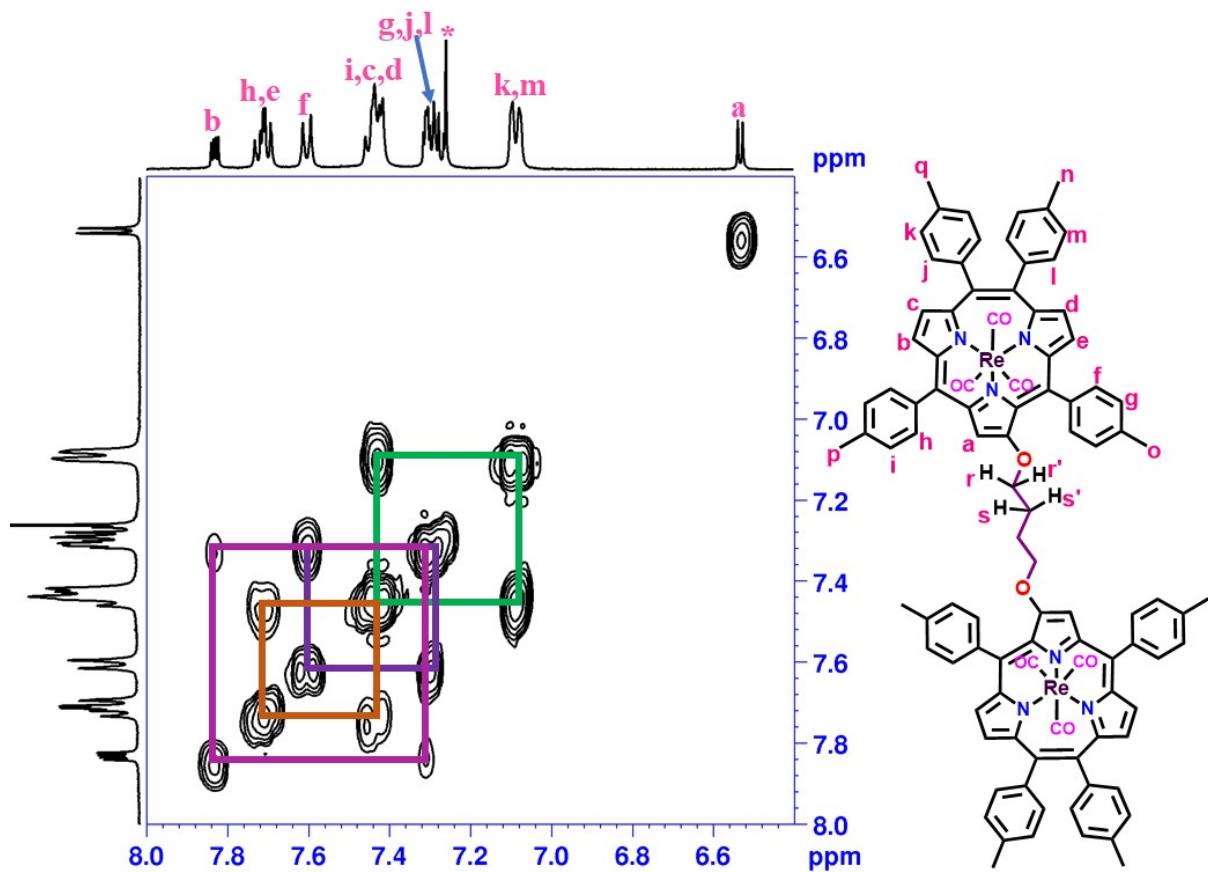 g,j,l *
i,c,d
h,e
k,m
f
b
a
ppm
6.6
6.8
7.0
7.2
7.4
7.6
7.8
8.0
8.0 7.8 7.6 7.4 7.2 7.0 6.8 6.6 ppm
q n
k m
j l
c d
CO
b N N e
Re
f
OC N CO
g
h a
p i O o
r H H r'
s H H s'
O
N
OC CO
Re
N N
CO